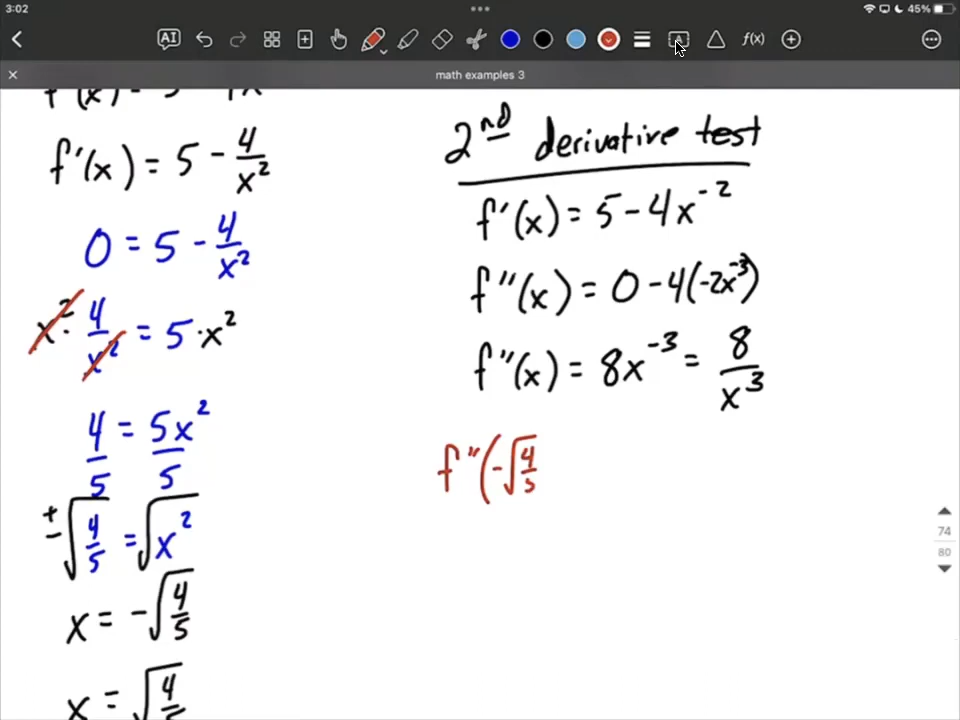 3:02
45%
AI
f(x)
math examples 3
f'(x) = 5 - 4/x²
0 = 5 - 4/x²
x² · 4/x² = 5 · x²
4/5 = 5x²/5
±√(4/5) = √x²
x = -√(4/5)
x = √(4/5)
2nd derivative test
f'(x) = 5 - 4x⁻²
f''(x) = 0 - 4(-2x⁻³)
f''(x) = 8x⁻³ = 8/x³
f''(-√(4/5)
74
80